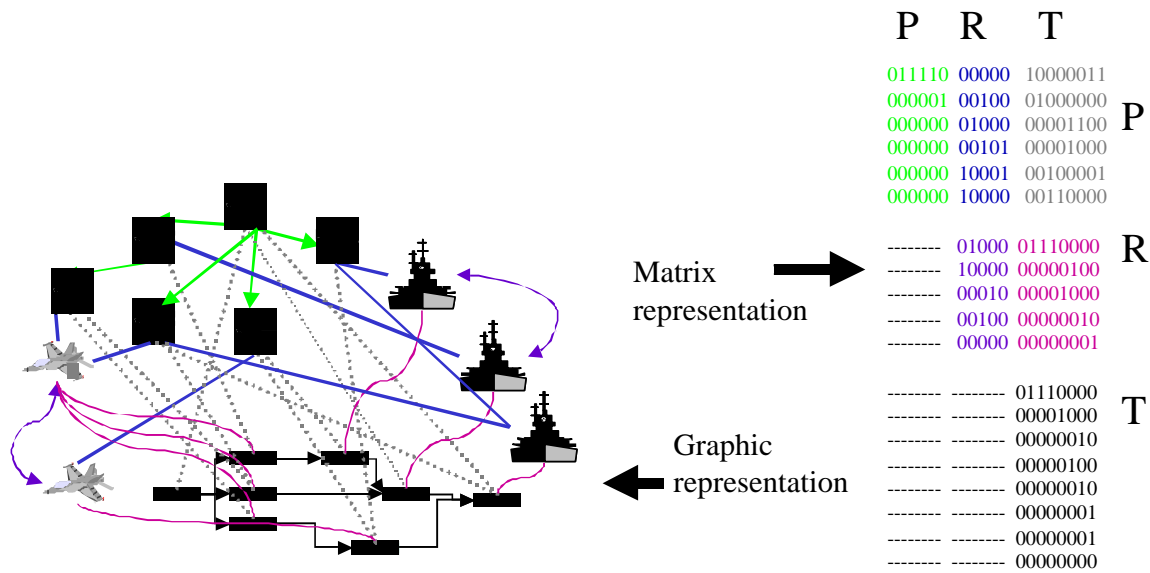 P R T
011110 00000 10000011
000001 00100 01000000
000000 01000 00001100
P
000000 00101 00001000
000000 10001 00100001
000000 10000 00110000
-------- 01000 01110000
R
-------- 10000 00000100
-------- 00010 00001000
-------- 00100 00000010
-------- 00000 00000001
Matrix
representation
-------- -------- 01110000
-------- -------- 00001000
T
-------- -------- 00000010
-------- -------- 00000100
-------- -------- 00000010
-------- -------- 00000001
-------- -------- 00000001
-------- -------- 00000000
Graphic
representation